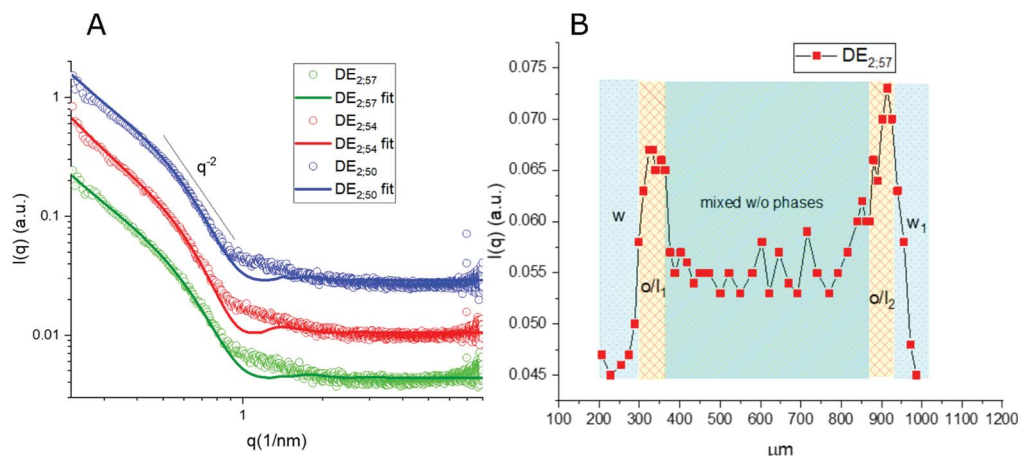 A
I(q) (a.u.)
1
0.1
0.01
1
q(1/nm)
DE2;57
DE2;57 fit
DE2;54
DE2;54 fit
DE2;50
DE2;50 fit
q-2
B
I(q) (a.u.)
0.075
0.070
0.065
0.060
0.055
0.050
0.045
100 200 300 400 500 600 700 800 900 1000 1100 1200
μm
DE2;57
w
o/I1
mixed w/o phases
o/I2
w1